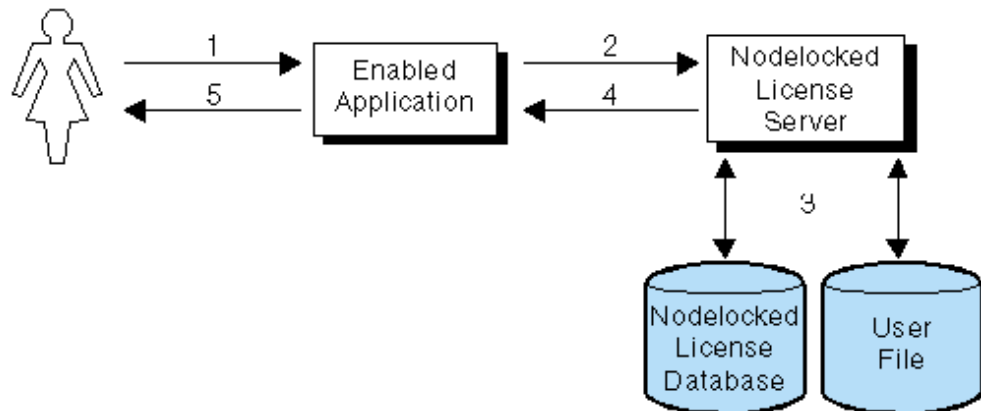 1
2
Enabled
Application
Nodelocked
License
Server
5
4
3
Nodelocked
License
Database
User
File